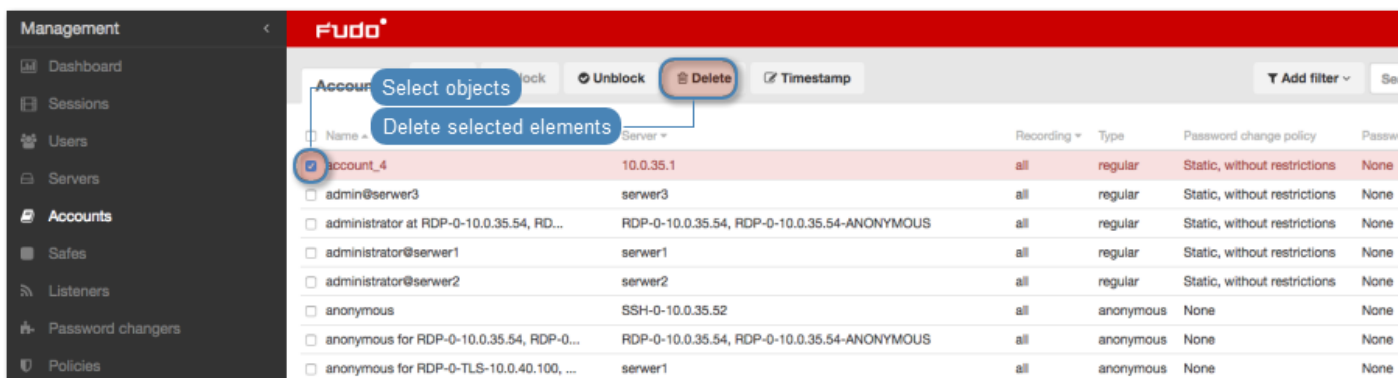 Management
Fudo
Dashboard
Sessions
Users
Servers
Accounts
Safes
Listeners
Password changers
Policies
Accoun
lock
Unblock
Delete
Timestamp
Add filter
Select objects
Delete selected elements
Name Server Recording Type Password change policy Passw
account_4 10.0.35.1 all regular Static, without restrictions None
admin@serwer3 serwer3 all regular Static, without restrictions None
administrator at RDP-0-10.0.35.54, RD... RDP-0-10.0.35.54, RDP-0-10.0.35.54-ANONYMOUS all regular Static, without restrictions None
administrator@serwer1 serwer1 all regular Static, without restrictions None
administrator@serwer2 serwer2 all regular Static, without restrictions None
anonymous SSH-0-10.0.35.52 all anonymous None None
anonymous for RDP-0-10.0.35.54, RDP-0... RDP-0-10.0.35.54, RDP-0-10.0.35.54-ANONYMOUS all anonymous None None
anonymous for RDP-0-TLS-10.0.40.100, ... serwer1 all anonymous None None